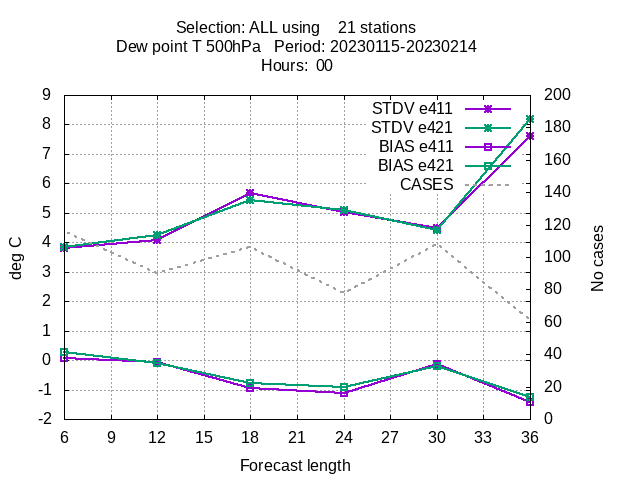 Selection: ALL using    21 stations
Dew point T 500hPa   Period: 20230115-20230214
Hours:  00
STDV e411
STDV e421
BIAS e411
BIAS e421
CASES
9
8
7
6
5
4
3
2
1
0
-1
-2
deg C
200
180
160
140
120
100
80
60
40
20
0
No cases
6 9 12 15 18 21 24 27 30 33 36
Forecast length